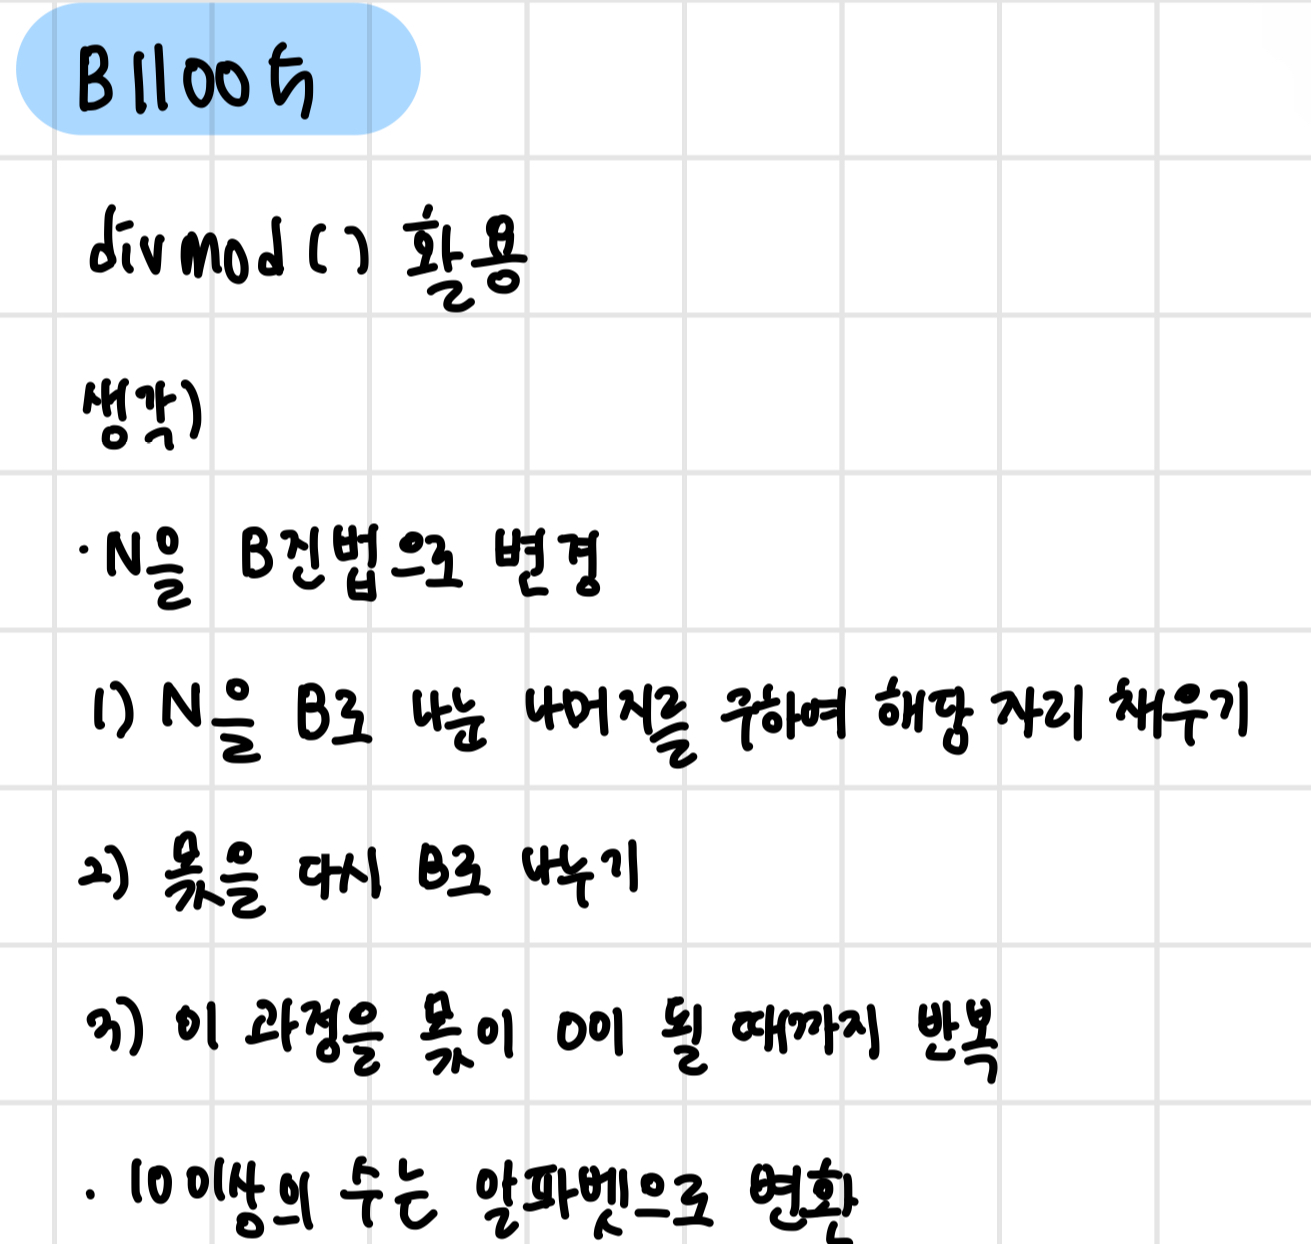 B11005
divmod() 활용
생각)
· N을 B진법으로 변경
1) N을 B로 나눈 나머지를 구하여 해당 자리 채우기
2) 몫을 다시 B로 나누기
3) 이 과정을 몫이 0이 될 때까지 반복
· 10이상의 수는 알파벳으로 변환